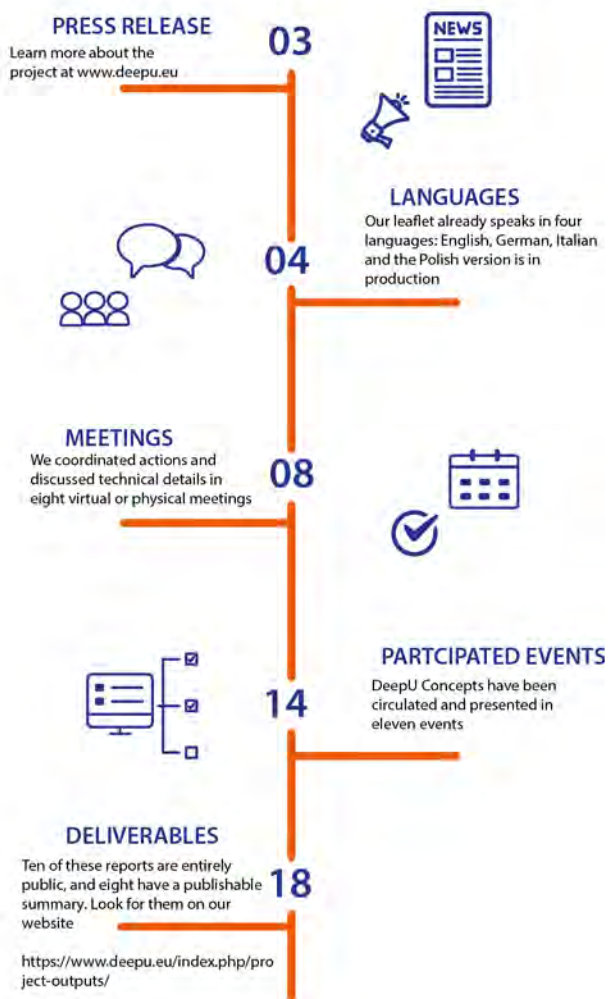 PRESS RELEASE
Learn more about the
project at www.deepu.eu
03
NEWS
LANGUAGES
Our leaflet already speaks in four
languages: English, German, Italian
and the Polish version is in
production
04
MEETINGS
We coordinated actions and
discussed technical details in
eight virtual or physical meetings
08
PARTCIPATED EVENTS
DeepU Concepts have been
circulated and presented in
eleven events
14
DELIVERABLES
Ten of these reports are entirely
public, and eight have a publishable
summary. Look for them on our
website
18
https://www.deepu.eu/index.php/pro
ject-outputs/